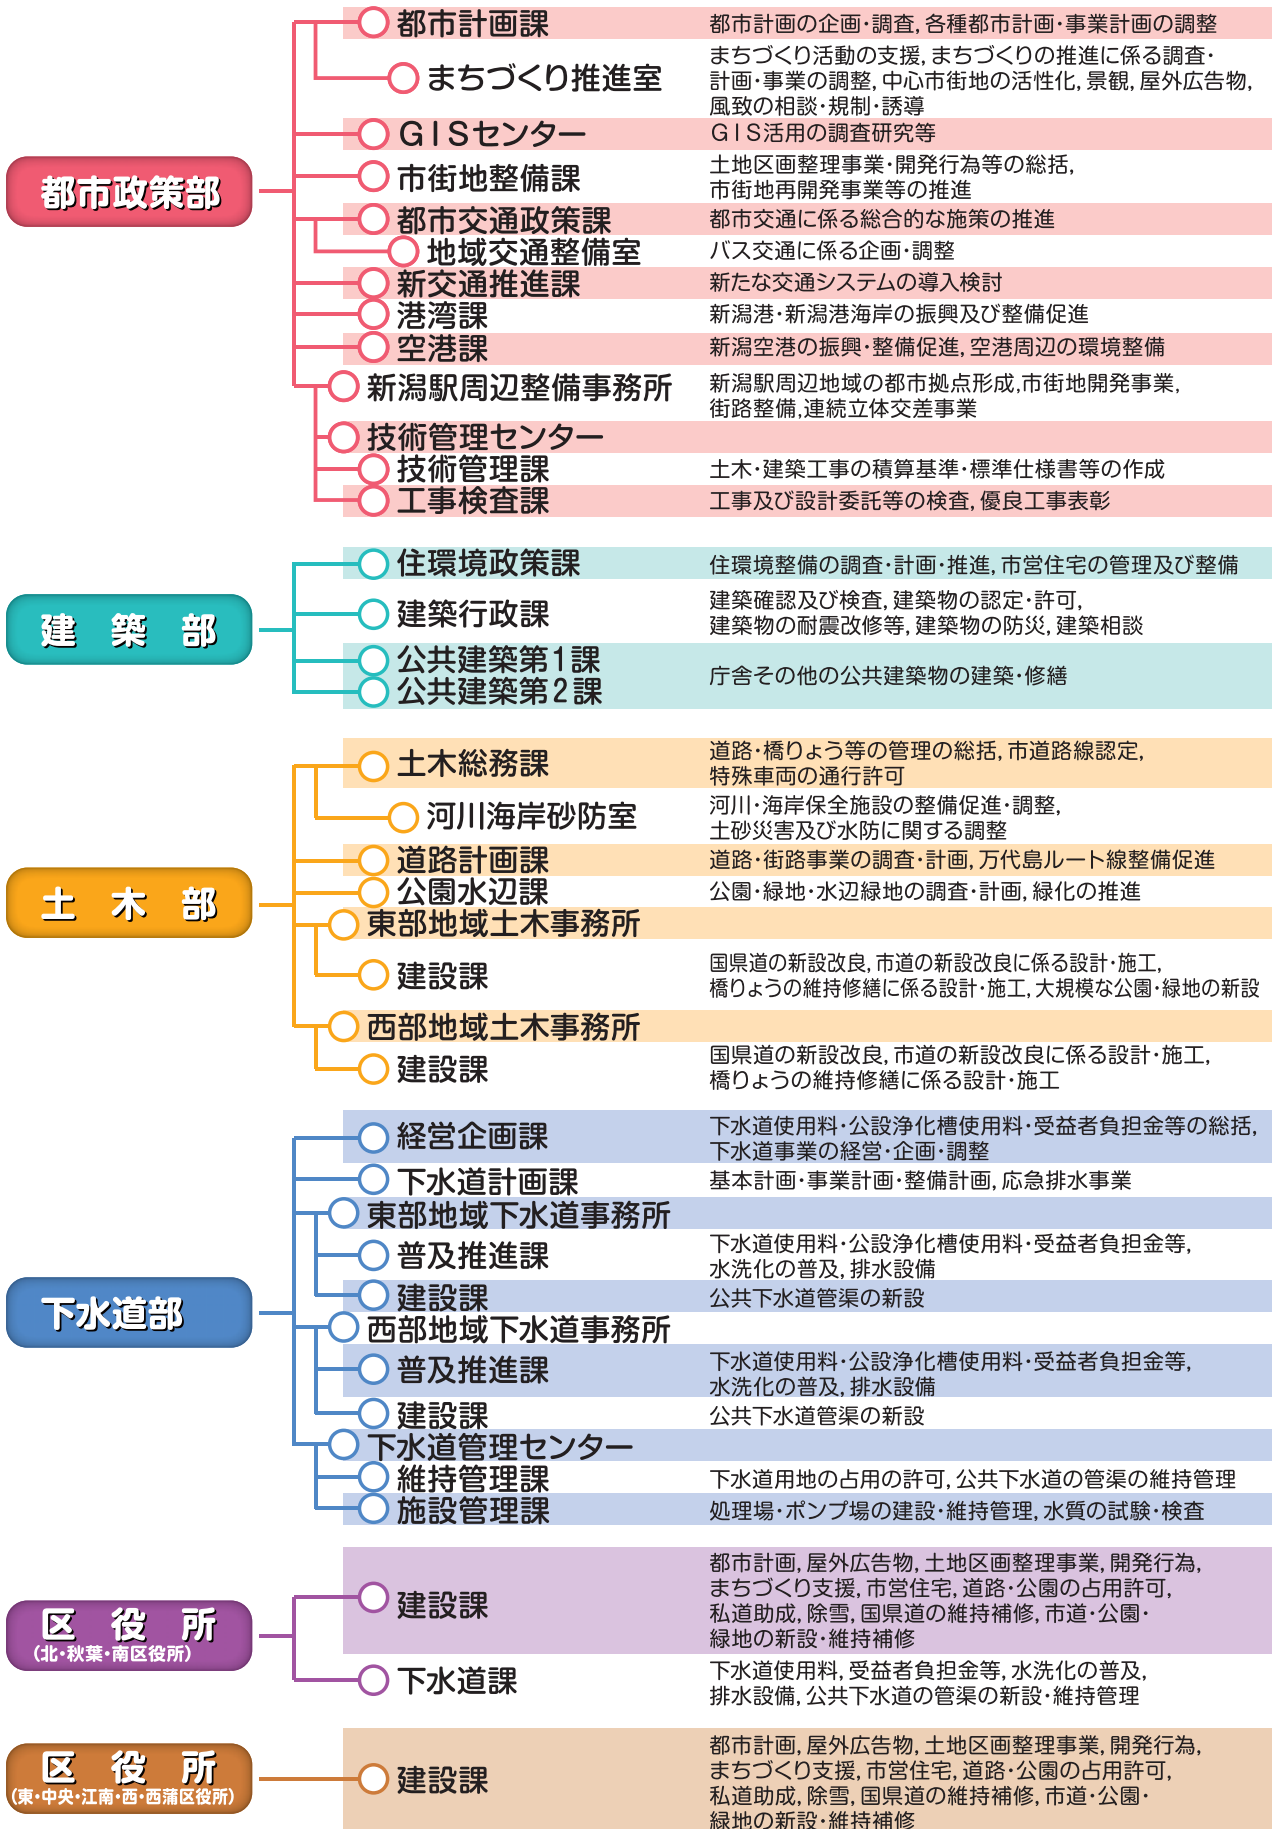 都市計画課
都市計画の企画・調査, 各種都市計画・事業計画の調整
まちづくり推進室
まちづくり活動の支援, まちづくりの推進に係る調査・
計画・事業の調整, 中心市街地の活性化, 景観, 屋外広告物,
風致の相談・規制・誘導
GISセンター
GIS活用の調査研究等
都市政策部
市街地整備課
土地区画整理事業・開発行為等の総括,
市街地再開発事業等の推進
都市交通政策課
都市交通に係る総合的な施策の推進
地域交通整備室
バス交通に係る企画・調整
新交通推進課
新たな交通システムの導入検討
港湾課
新潟港・新潟港海岸の振興及び整備促進
空港課
新潟空港の振興・整備促進, 空港周辺の環境整備
新潟駅周辺整備事務所
新潟駅周辺地域の都市拠点形成,市街地開発事業,
街路整備,連続立体交差事業
技術管理センター
技術管理課
土木・建築工事の積算基準・標準仕様書等の作成
工事検査課
工事及び設計委託等の検査, 優良工事表彰
住環境政策課
住環境整備の調査・計画・推進, 市営住宅の管理及び整備
建 築 部
建築行政課
建築確認及び検査, 建築物の認定・許可,
建築物の耐震改修等, 建築物の防災, 建築相談
公共建築第1課
公共建築第2課
庁舎その他の公共建築物の建築・修繕
土木総務課
道路・橋りょう等の管理の総括, 市道路線認定,
特殊車両の通行許可
河川海岸砂防室
河川・海岸保全施設の整備促進・調整,
土砂災害及び水防に関する調整
道路計画課
道路・街路事業の調査・計画, 万代島ルート線整備促進
土 木 部
公園水辺課
公園・緑地・水辺緑地の調査・計画, 緑化の推進
東部地域土木事務所
建設課
国県道の新設改良, 市道の新設改良に係る設計・施工,
橋りょうの維持修繕に係る設計・施工, 大規模な公園・緑地の新設
西部地域土木事務所
建設課
国県道の新設改良, 市道の新設改良に係る設計・施工,
橋りょうの維持修繕に係る設計・施工
経営企画課
下水道使用料・公設浄化槽使用料・受益者負担金等の総括,
下水道事業の経営・企画・調整
下水道計画課
基本計画・事業計画・整備計画, 応急排水事業
東部地域下水道事務所
普及推進課
下水道使用料・公設浄化槽使用料・受益者負担金等,
水洗化の普及, 排水設備
建設課
公共下水道管渠の新設
下水道部
西部地域下水道事務所
普及推進課
下水道使用料・公設浄化槽使用料・受益者負担金等,
水洗化の普及, 排水設備
建設課
公共下水道管渠の新設
下水道管理センター
維持管理課
下水道用地の占用の許可, 公共下水道の管渠の維持管理
施設管理課
処理場・ポンプ場の建設・維持管理, 水質の試験・検査
区 役 所
(北・秋葉・南区役所)
建設課
都市計画, 屋外広告物, 土地区画整理事業, 開発行為,
まちづくり支援, 市営住宅, 道路・公園の占用許可,
私道助成, 除雪, 国県道の維持補修, 市道・公園・
緑地の新設・維持補修
下水道課
下水道使用料, 受益者負担金等, 水洗化の普及,
排水設備, 公共下水道の管渠の新設・維持管理
区 役 所
(東・中央・江南・西・西蒲区役所)
建設課
都市計画, 屋外広告物, 土地区画整理事業, 開発行為,
まちづくり支援, 市営住宅, 道路・公園の占用許可,
私道助成, 除雪, 国県道の維持補修, 市道・公園・
緑地の新設・維持補修